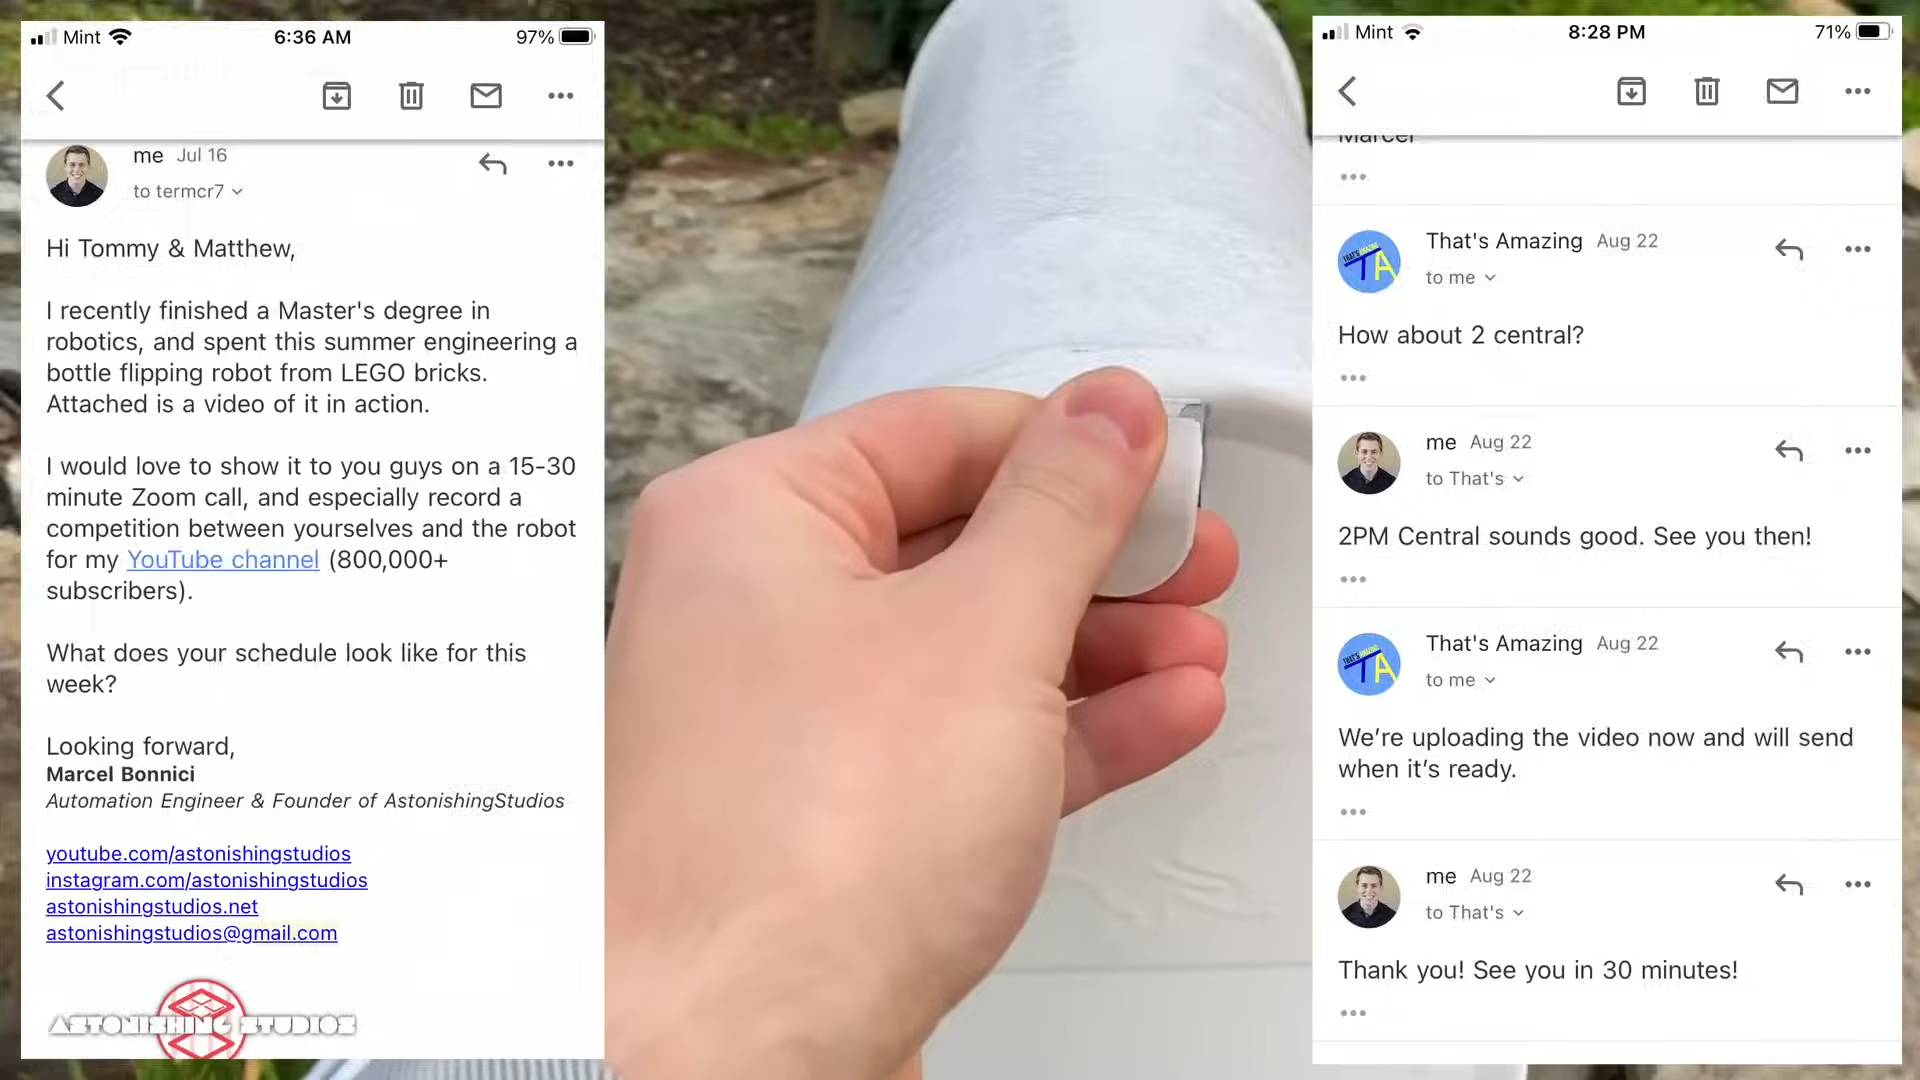 Mint
6:36 AM
97%
me Jul 16
to termcr7
Hi Tommy & Matthew,
I recently finished a Master's degree in
robotics, and spent this summer engineering a
bottle flipping robot from LEGO bricks.
Attached is a video of it in action.
I would love to show it to you guys on a 15-30
minute Zoom call, and especially record a
competition between yourselves and the robot
for my YouTube channel (800,000+
subscribers).
What does your schedule look like for this
week?
Looking forward,
Marcel Bonnici
Automation Engineer & Founder of AstonishingStudios
youtube.com/astonishingstudios
instagram.com/astonishingstudios
astonishingstudios.net
astonishingstudios@gmail.com
ASTONISHING STUDIOS
Mint
8:28 PM
71%
Marcel
THAT'S AMAZING
TA
That's Amazing Aug 22
to me
How about 2 central?
me Aug 22
to That's
2PM Central sounds good. See you then!
THAT'S AMAZING
TA
That's Amazing Aug 22
to me
We’re uploading the video now and will send
when it’s ready.
me Aug 22
to That's
Thank you! See you in 30 minutes!